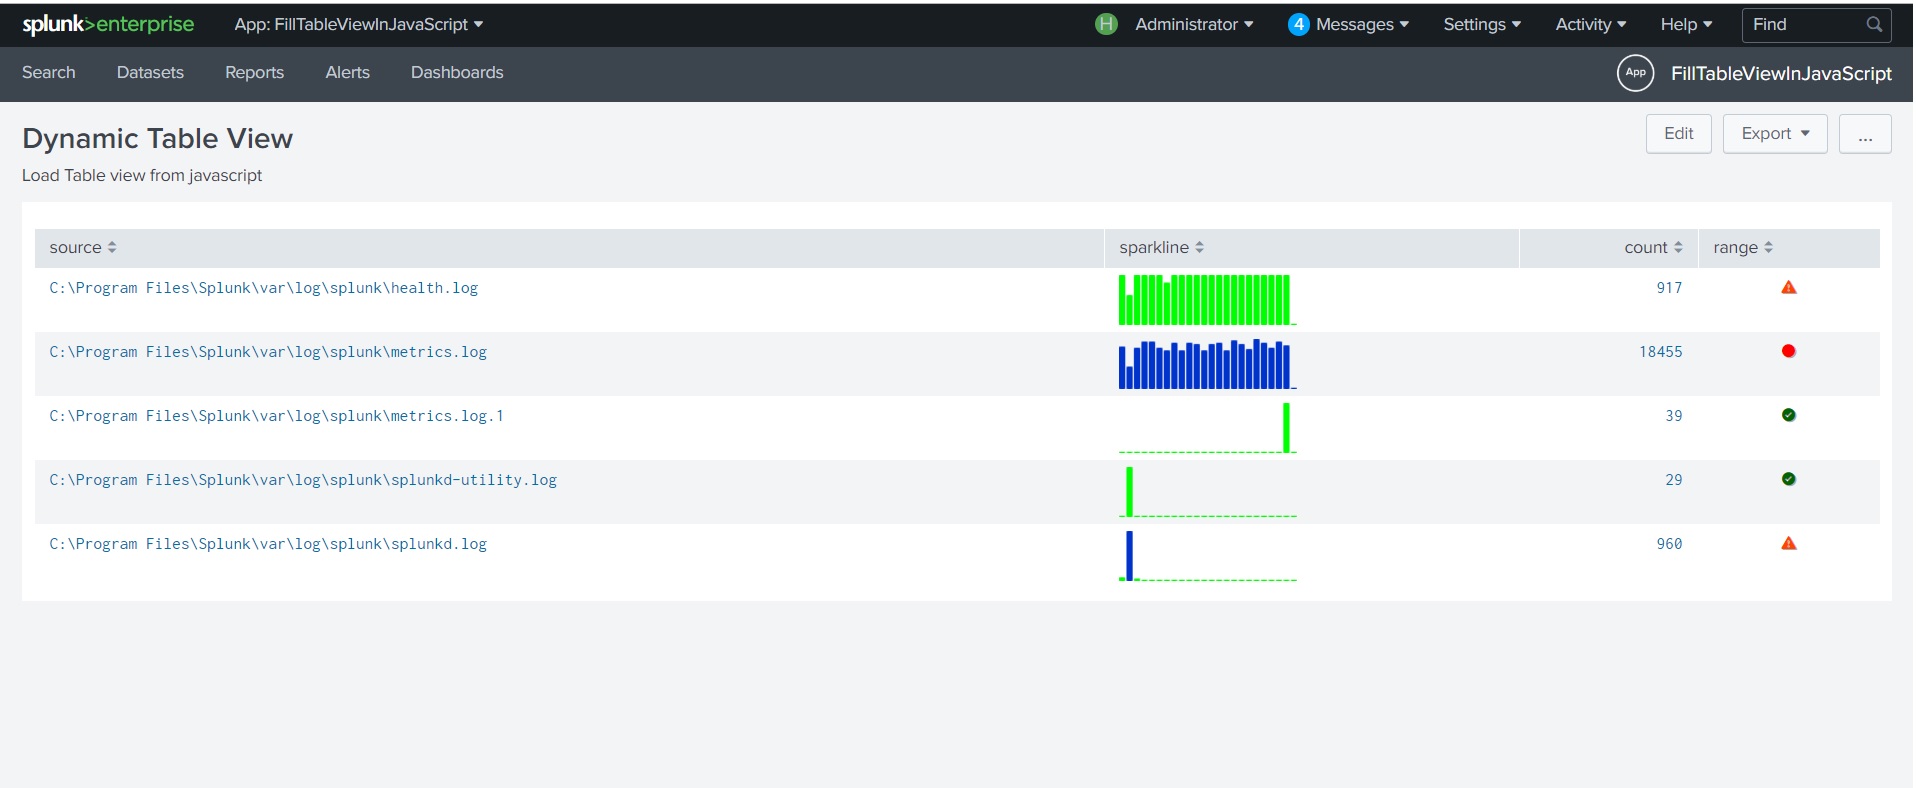 splunk>enterprise App: FillTableViewInJavaScript H Administrator 4 Messages Settings Activity Help Find
Search Datasets Reports Alerts Dashboards App FillTableViewInJavaScript
Dynamic Table View Edit Export ...
Load Table view from javascript
source sparkline count range
C:\Program Files\Splunk\var\log\splunk\health.log 917
C:\Program Files\Splunk\var\log\splunk\metrics.log 18455
C:\Program Files\Splunk\var\log\splunk\metrics.log.1 39
C:\Program Files\Splunk\var\log\splunk\splunkd-utility.log 29
C:\Program Files\Splunk\var\log\splunk\splunkd.log 960